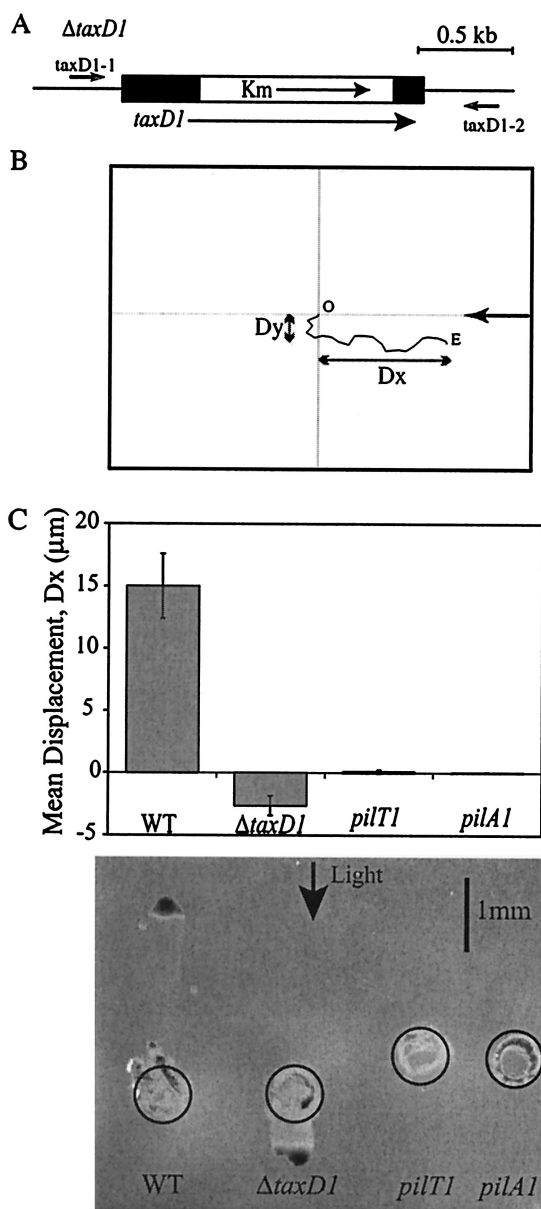 A
ΔtaxD1
0.5 kb
taxD1-1
Km
taxD1
taxD1-2
B
O
E
Dy
Dx
C
Mean Displacement, Dx (μm)
20
15
10
5
0
-5
WT
ΔtaxD1
pilT1
pilA1
Light
1mm
WT
ΔtaxD1
pilT1
pilA1